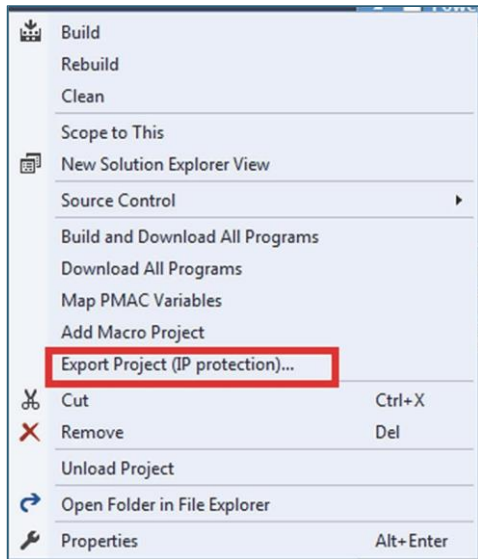 Build
Rebuild
Clean
Scope to This
New Solution Explorer View
Source Control
Build and Download All Programs
Download All Programs
Map PMAC Variables
Add Macro Project
Export Project (IP protection)...
Cut Ctrl+X
Remove Del
Unload Project
Open Folder in File Explorer
Properties Alt+Enter